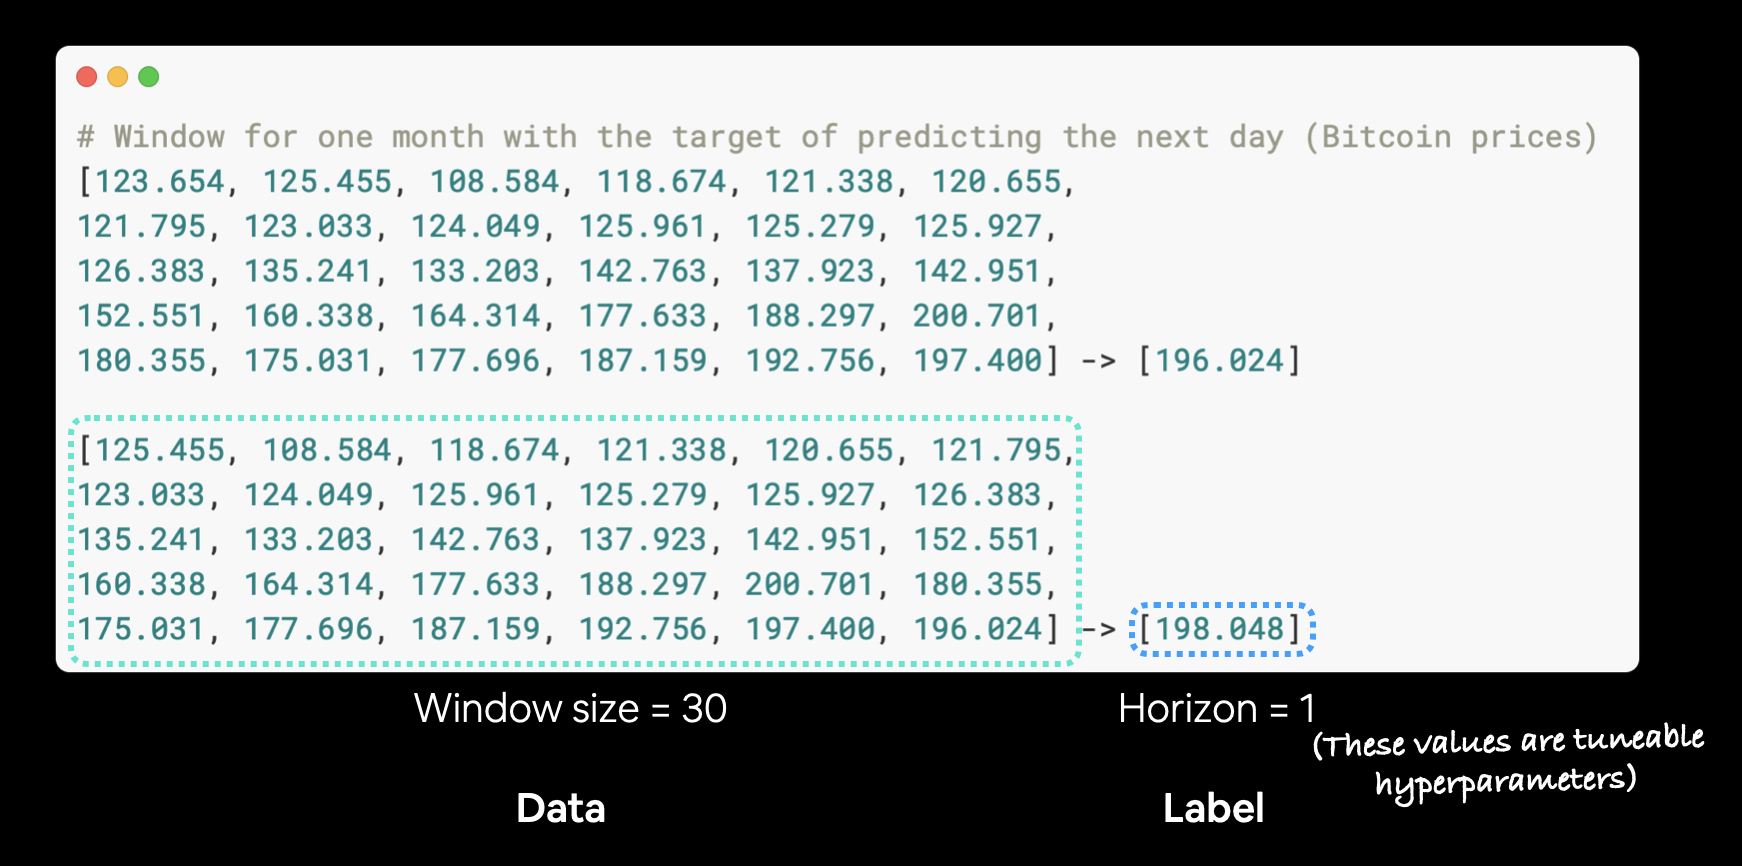 # Window for one month with the target of predicting the next day (Bitcoin prices)
[123.654, 125.455, 108.584, 118.674, 121.338, 120.655,
121.795, 123.033, 124.049, 125.961, 125.279, 125.927,
126.383, 135.241, 133.203, 142.763, 137.923, 142.951,
152.551, 160.338, 164.314, 177.633, 188.297, 200.701,
180.355, 175.031, 177.696, 187.159, 192.756, 197.400] -> [196.024]
[125.455, 108.584, 118.674, 121.338, 120.655, 121.795,
123.033, 124.049, 125.961, 125.279, 125.927, 126.383,
135.241, 133.203, 142.763, 137.923, 142.951, 152.551,
160.338, 164.314, 177.633, 188.297, 200.701, 180.355,
175.031, 177.696, 187.159, 192.756, 197.400, 196.024] -> [198.048]
Window size = 30
Horizon = 1
(These values are tuneable
hyperparameters)
Data
Label